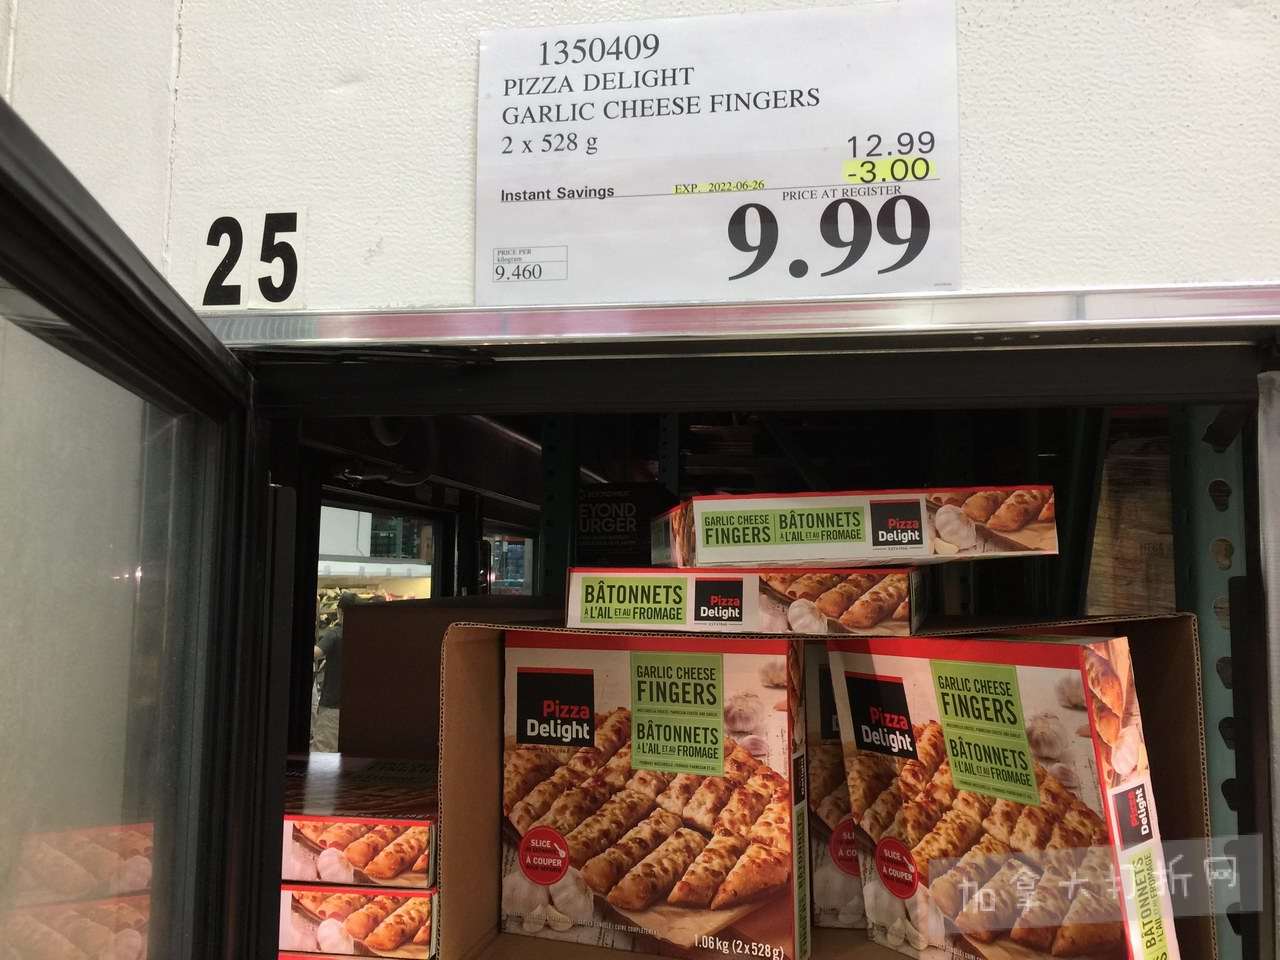 1350409
PIZZA DELIGHT
GARLIC CHEESE FINGERS
2 x 528 g
12.99
-3.00
Instant Savings
EXP. 2022-06-26
PRICE AT REGISTER
9.99
PRICE PER
kilogram
9.460
25
EYOND
URGER
GARLIC CHEESE
FINGERS
BÂTONNETS
À L'AIL ET AU FROMAGE
Pizza
Delight
BÂTONNETS
À L'AIL ET AU FROMAGE
Pizza
Delight
Pizza
Delight
GARLIC CHEESE
FINGERS
BÂTONNETS
À L'AIL ET AU FROMAGE
SLICE
À COUPER
1.06 kg (2 x 528 g)
Pizza
Delight
GARLIC CHEESE
FINGERS
BÂTONNETS
À L'AIL ET AU FROMAGE
SLICE
À COUPER
Pizza
Delight
BÂTONNETS
À L'AIL ET AU FROMAGE
加拿大打折网